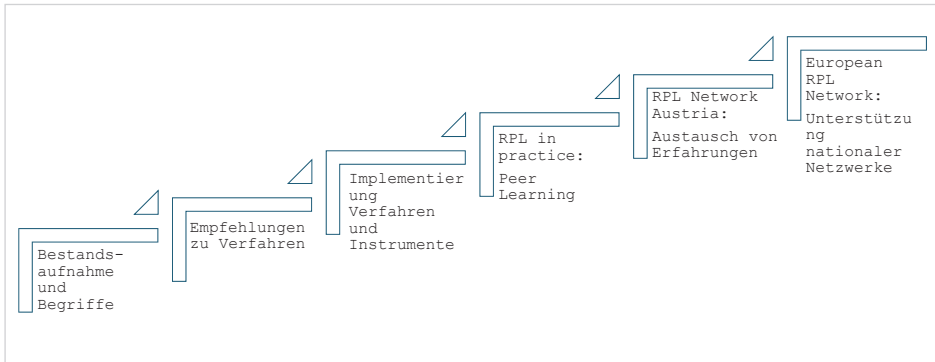 Bestands-
aufnahme
und
Begriffe
Empfehlungen
zu Verfahren
Implementier
ung
Verfahren
und
Instrumente
RPL in
practice:
Peer
Learning
RPL Network
Austria:
Austausch von
Erfahrungen
European
RPL
Network:
Unterstützu
ng
nationaler
Netzwerke